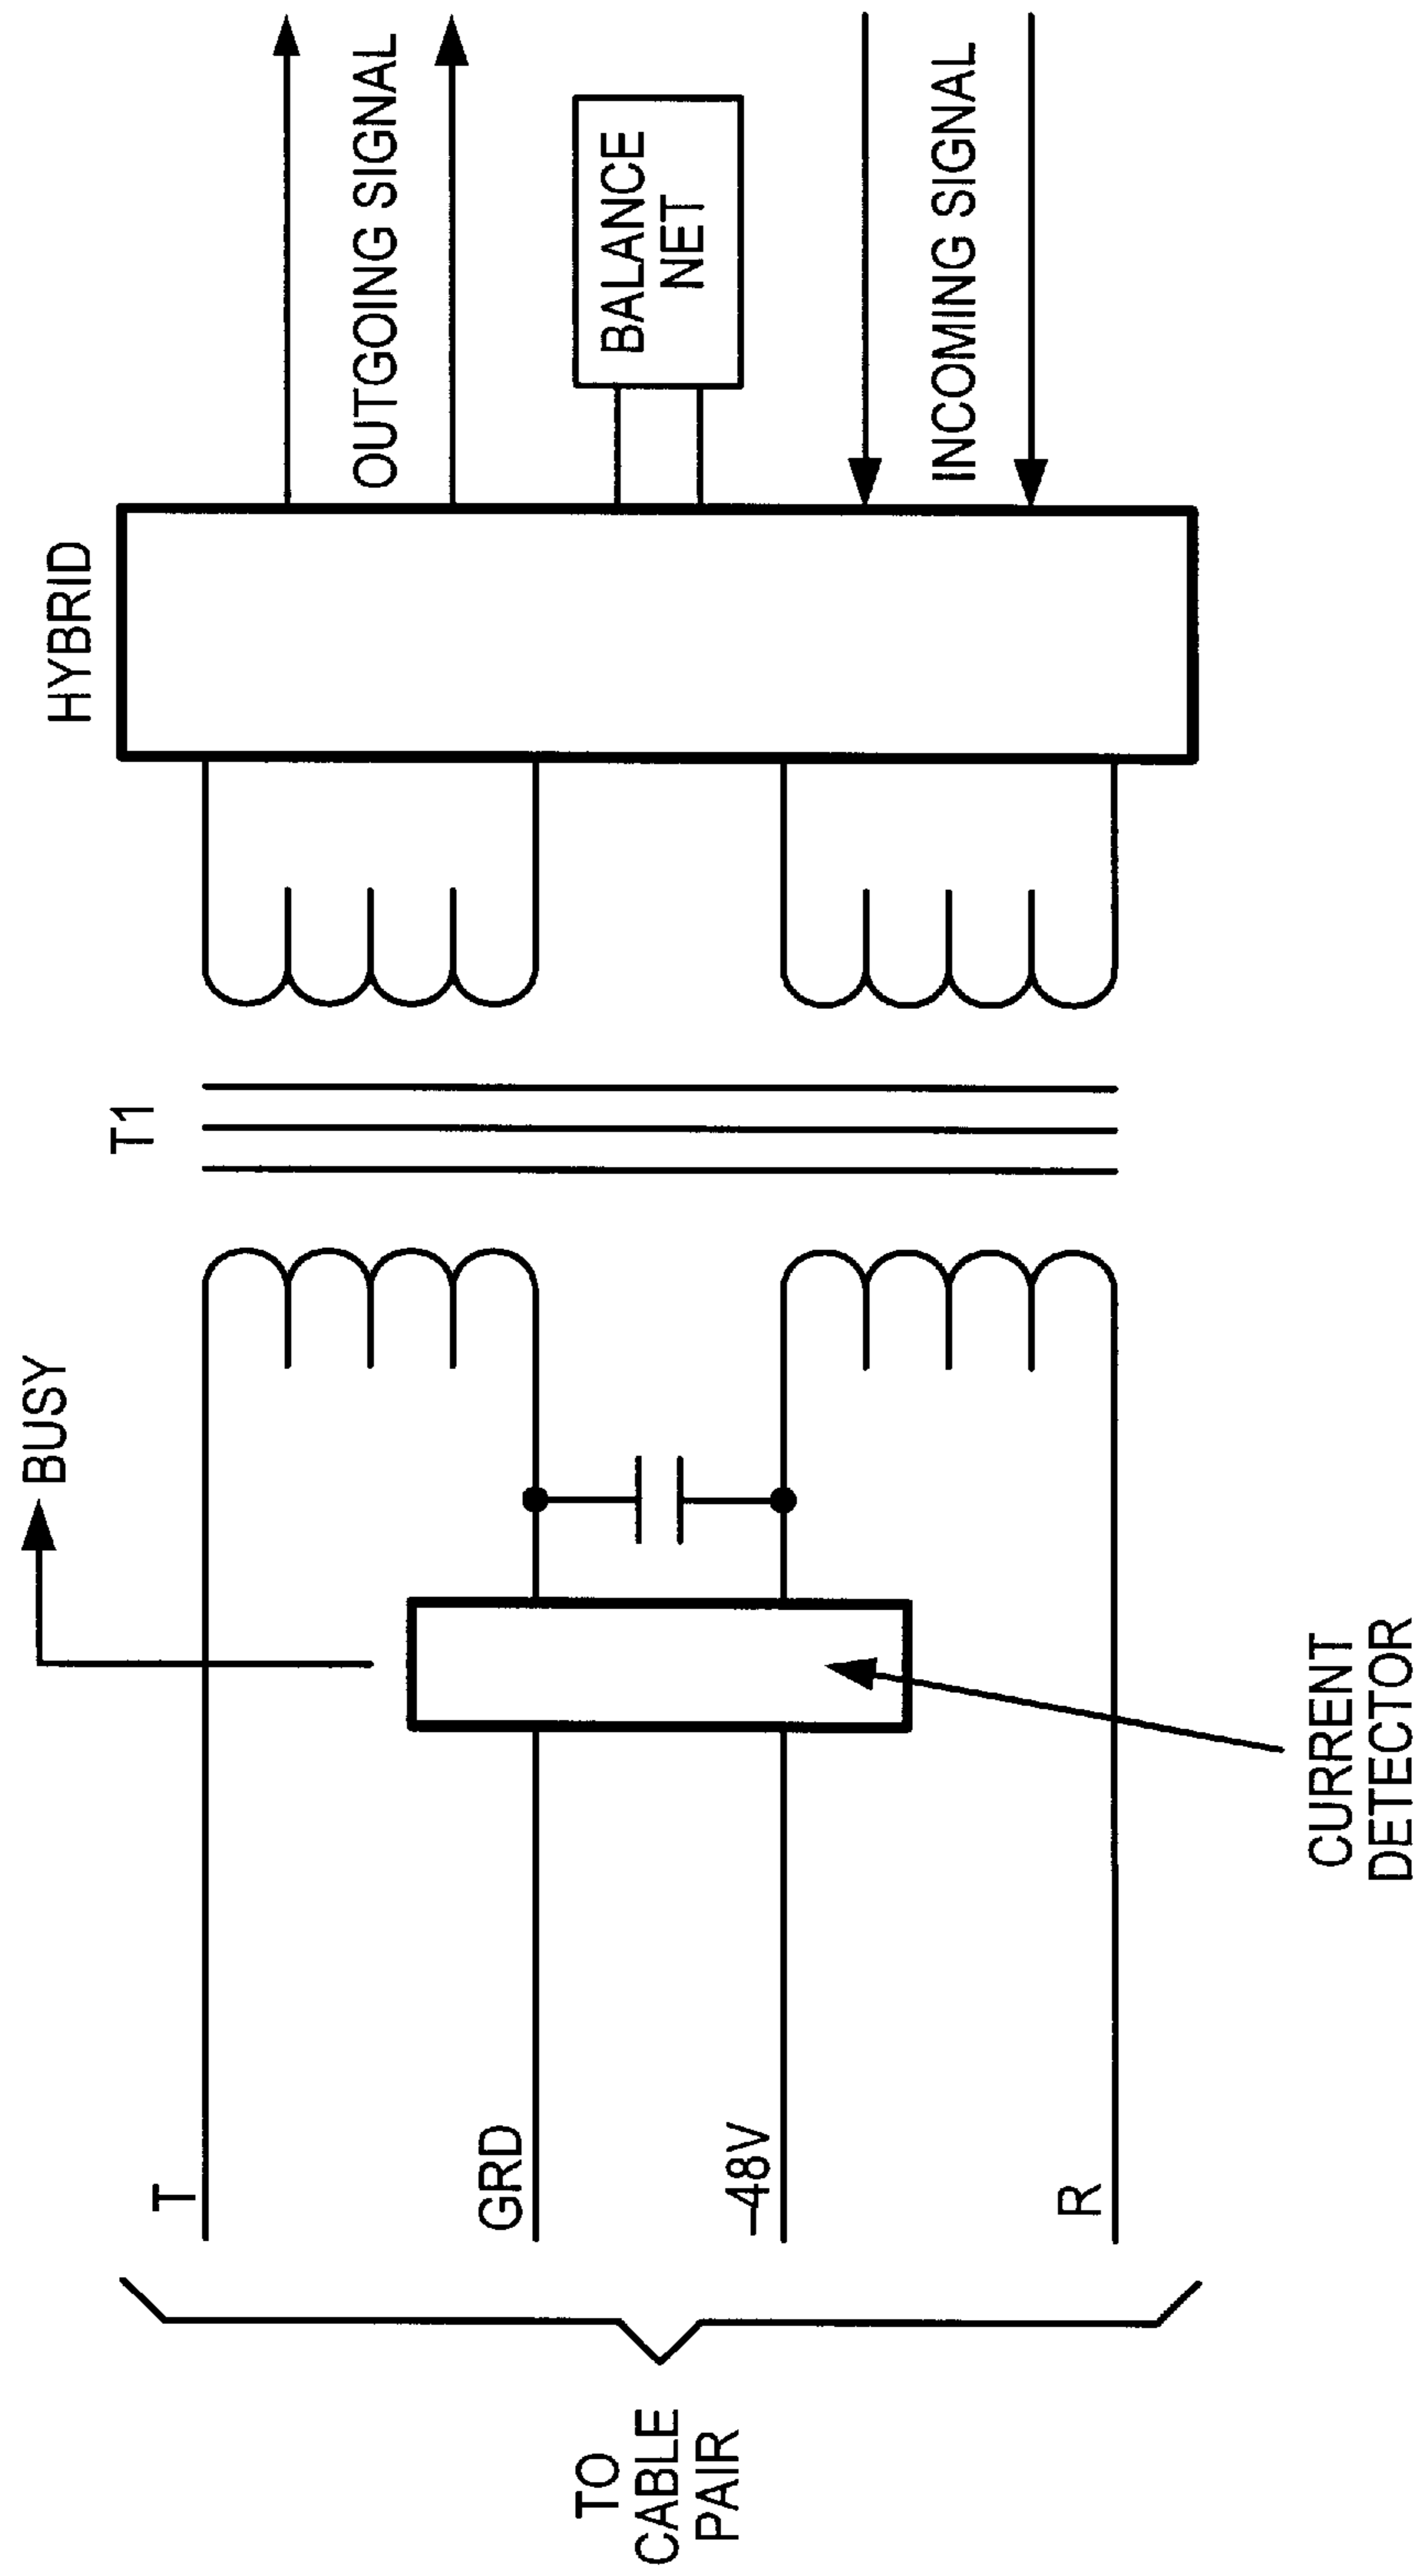 HYBRID
OUTGOING SIGNAL
BALANCE
NET
INCOMING SIGNAL
T1
BUSY
CURRENT
DETECTOR
T
GRD
–48V
R
TO
CABLE
PAIR